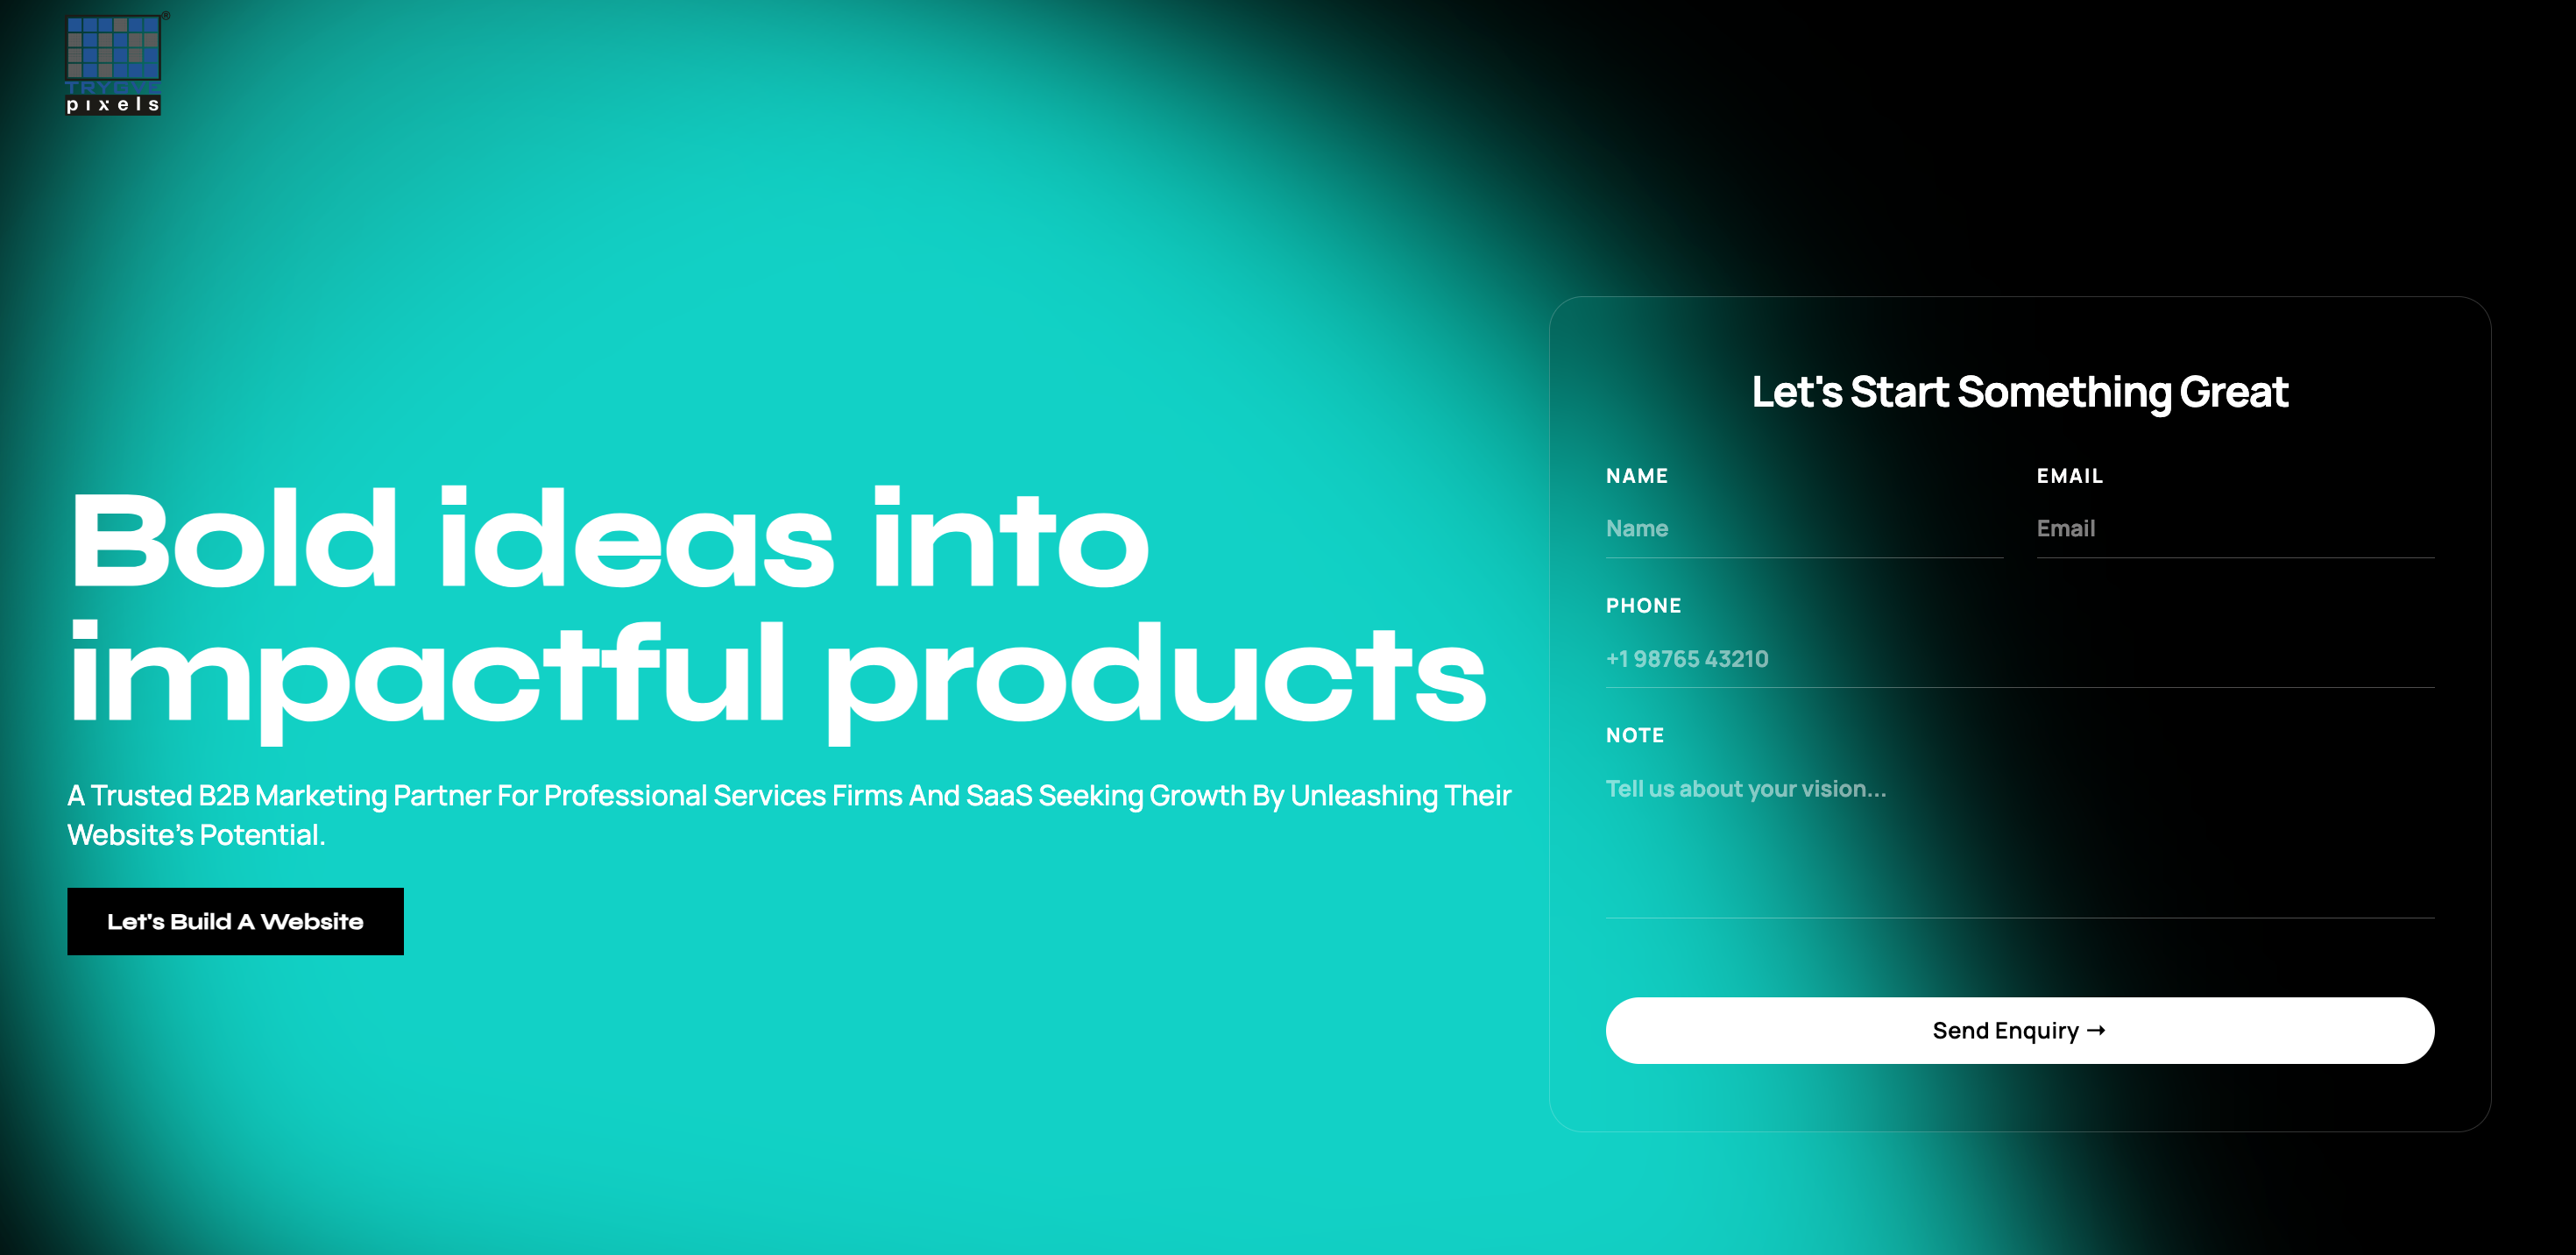 TRYGVE
pixels
Bold ideas into
impactful products
A Trusted B2B Marketing Partner For Professional Services Firms And SaaS Seeking Growth By Unleashing Their
Website's Potential.
Let's Build A Website
Let's Start Something Great
NAME
Name
EMAIL
Email
PHONE
+1 98765 43210
NOTE
Tell us about your vision...
Send Enquiry →